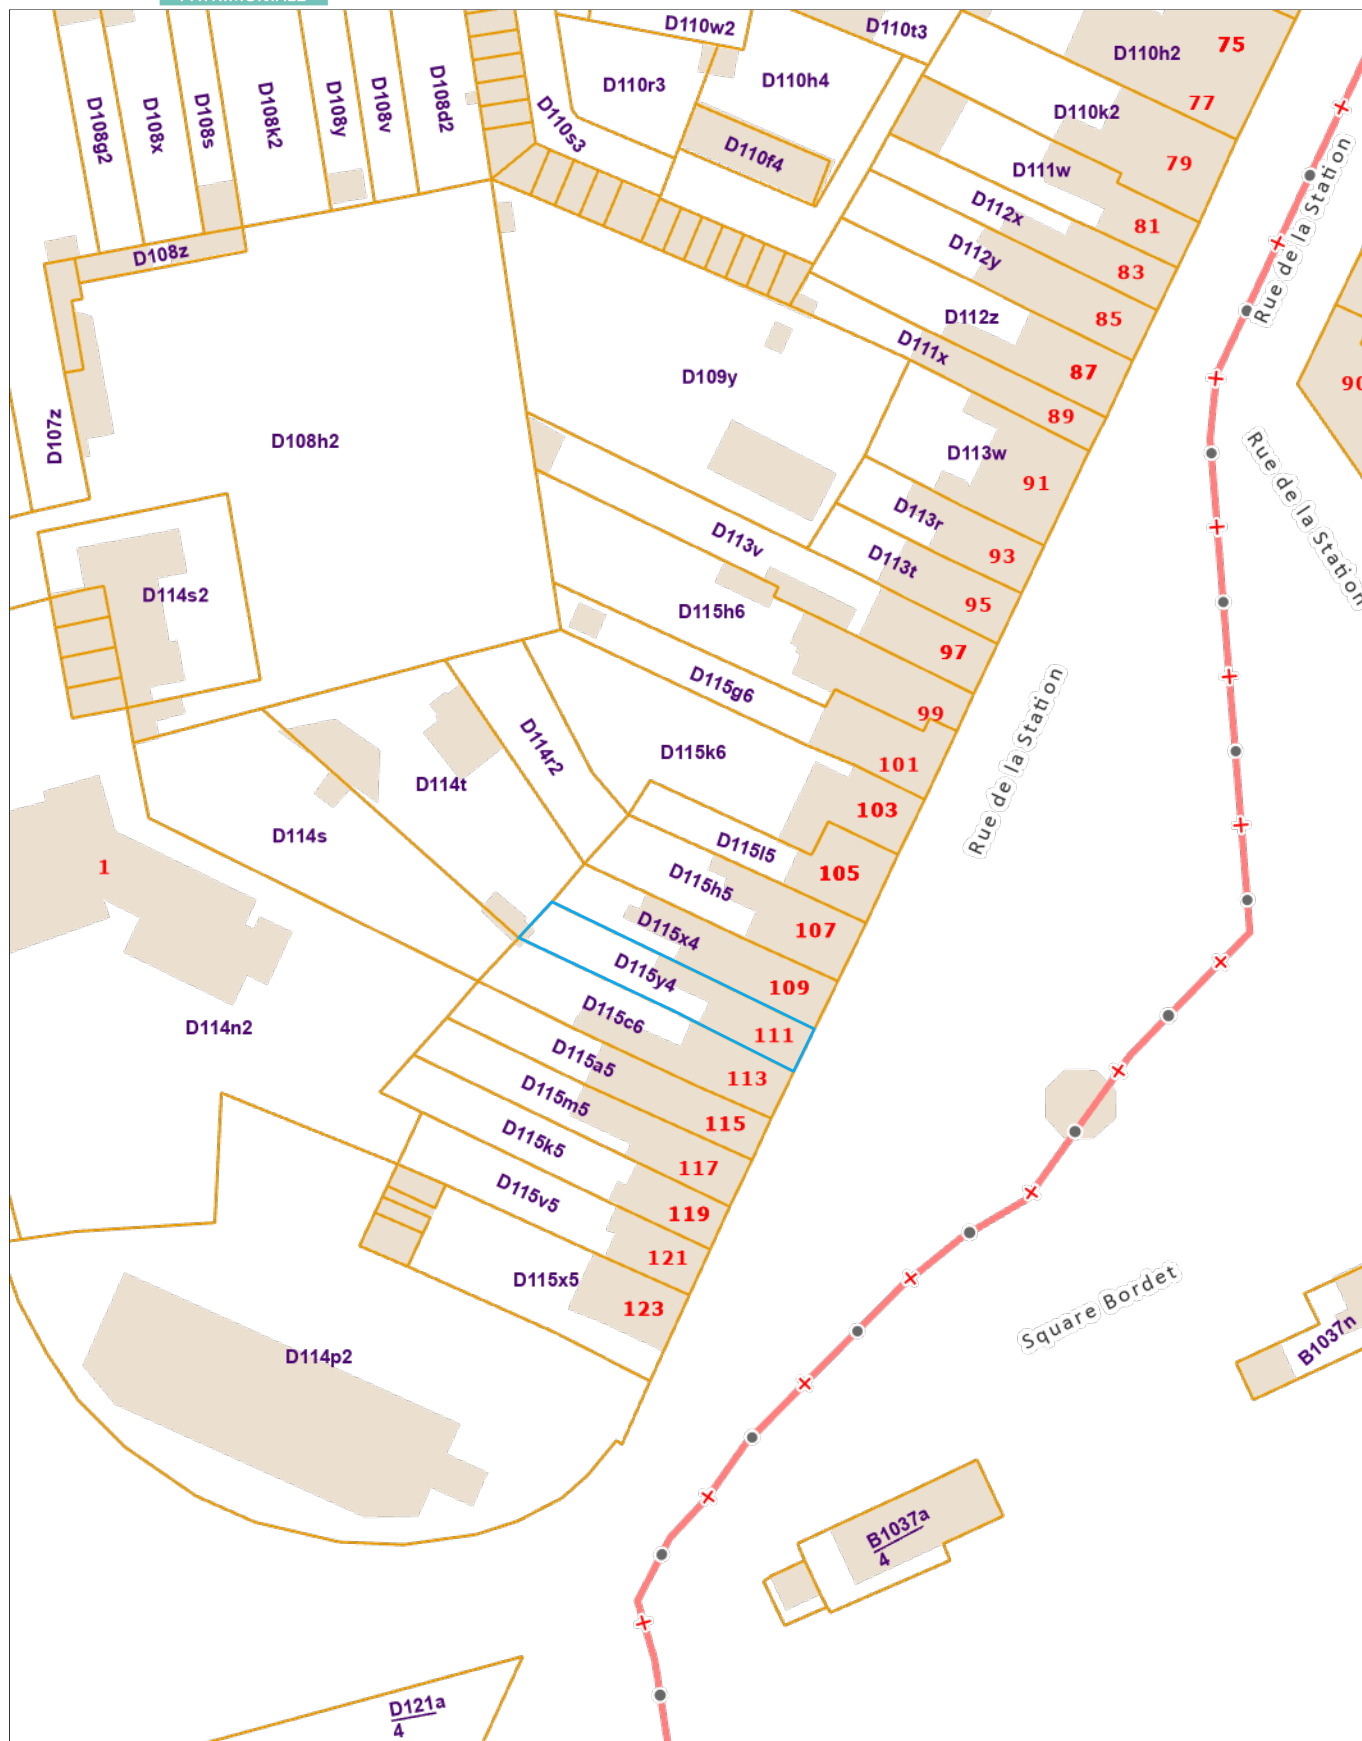 D110w2
D110t3
75
D110h2
D110r3
D110h4
77
D108g2
D108x
D108s
D108k2
D108y
D108v
D108d2
D110s3
D110k2
D110f4
79
D111w
Rue de la Station
D112x
81
D108z
D112y
83
D112z
85
D111x
87
D109y
90
89
D107z
D108h2
D113w
91
Rue de la Station
D113r
D113v
93
D113t
D114s2
95
D115h6
97
D115g6
99
D114r2
D115k6
101
Rue de la Station
D114t
103
D114s
D115l5
105
1
D115h5
107
D115x4
D115y4
109
D115c6
D114n2
111
D115a5
113
D115m5
115
D115k5
117
D115v5
119
121
D115x5
123
Square Bordet
B1037n
D114p2
B1037a
4
D121a
4